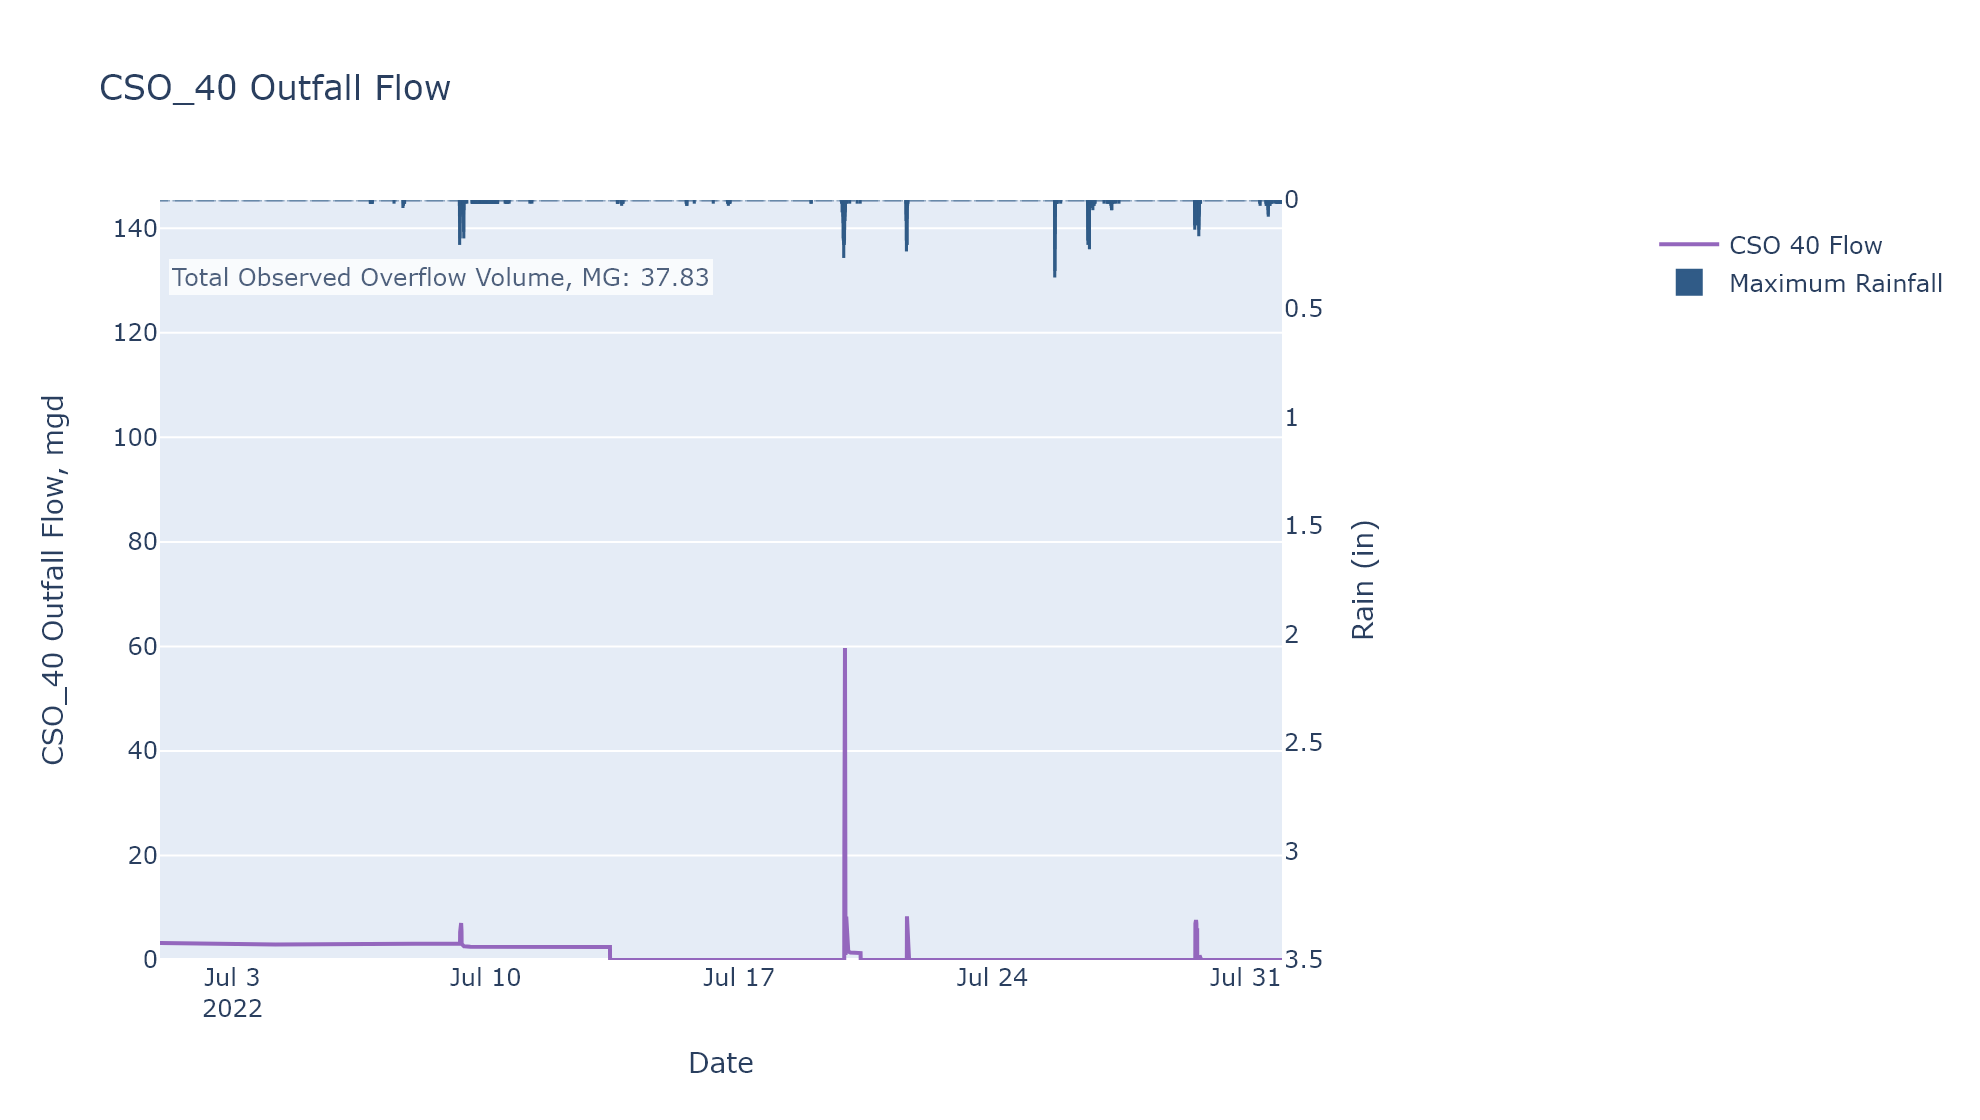 CSO_40 Outfall Flow
0
140
CSO 40 Flow
Total Observed Overflow Volume, MG: 37.83
Maximum Rainfall
0.5
120
1
100
CSO_40 Outfall Flow, mgd
1.5
80
Rain (in)
2
60
2.5
40
3
20
0
3.5
Jul 3
2022
Jul 10
Jul 17
Jul 24
Jul 31
Date